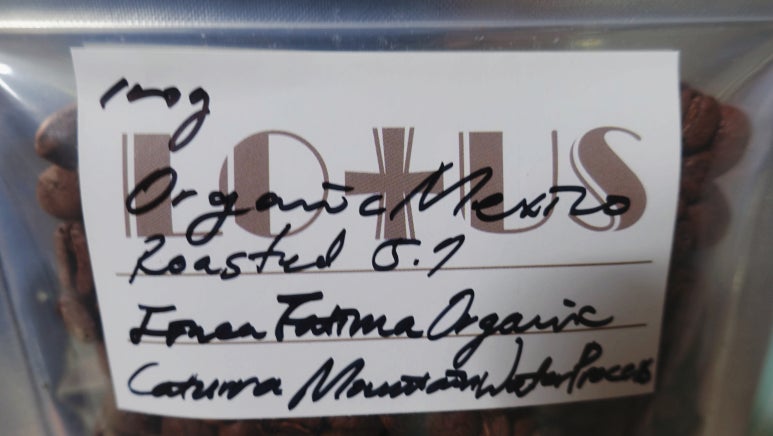 100g
LOTUS
Organic Mexico
Roasted 5.7
Finca Fatima Organic
Caturra Mountain Water Process